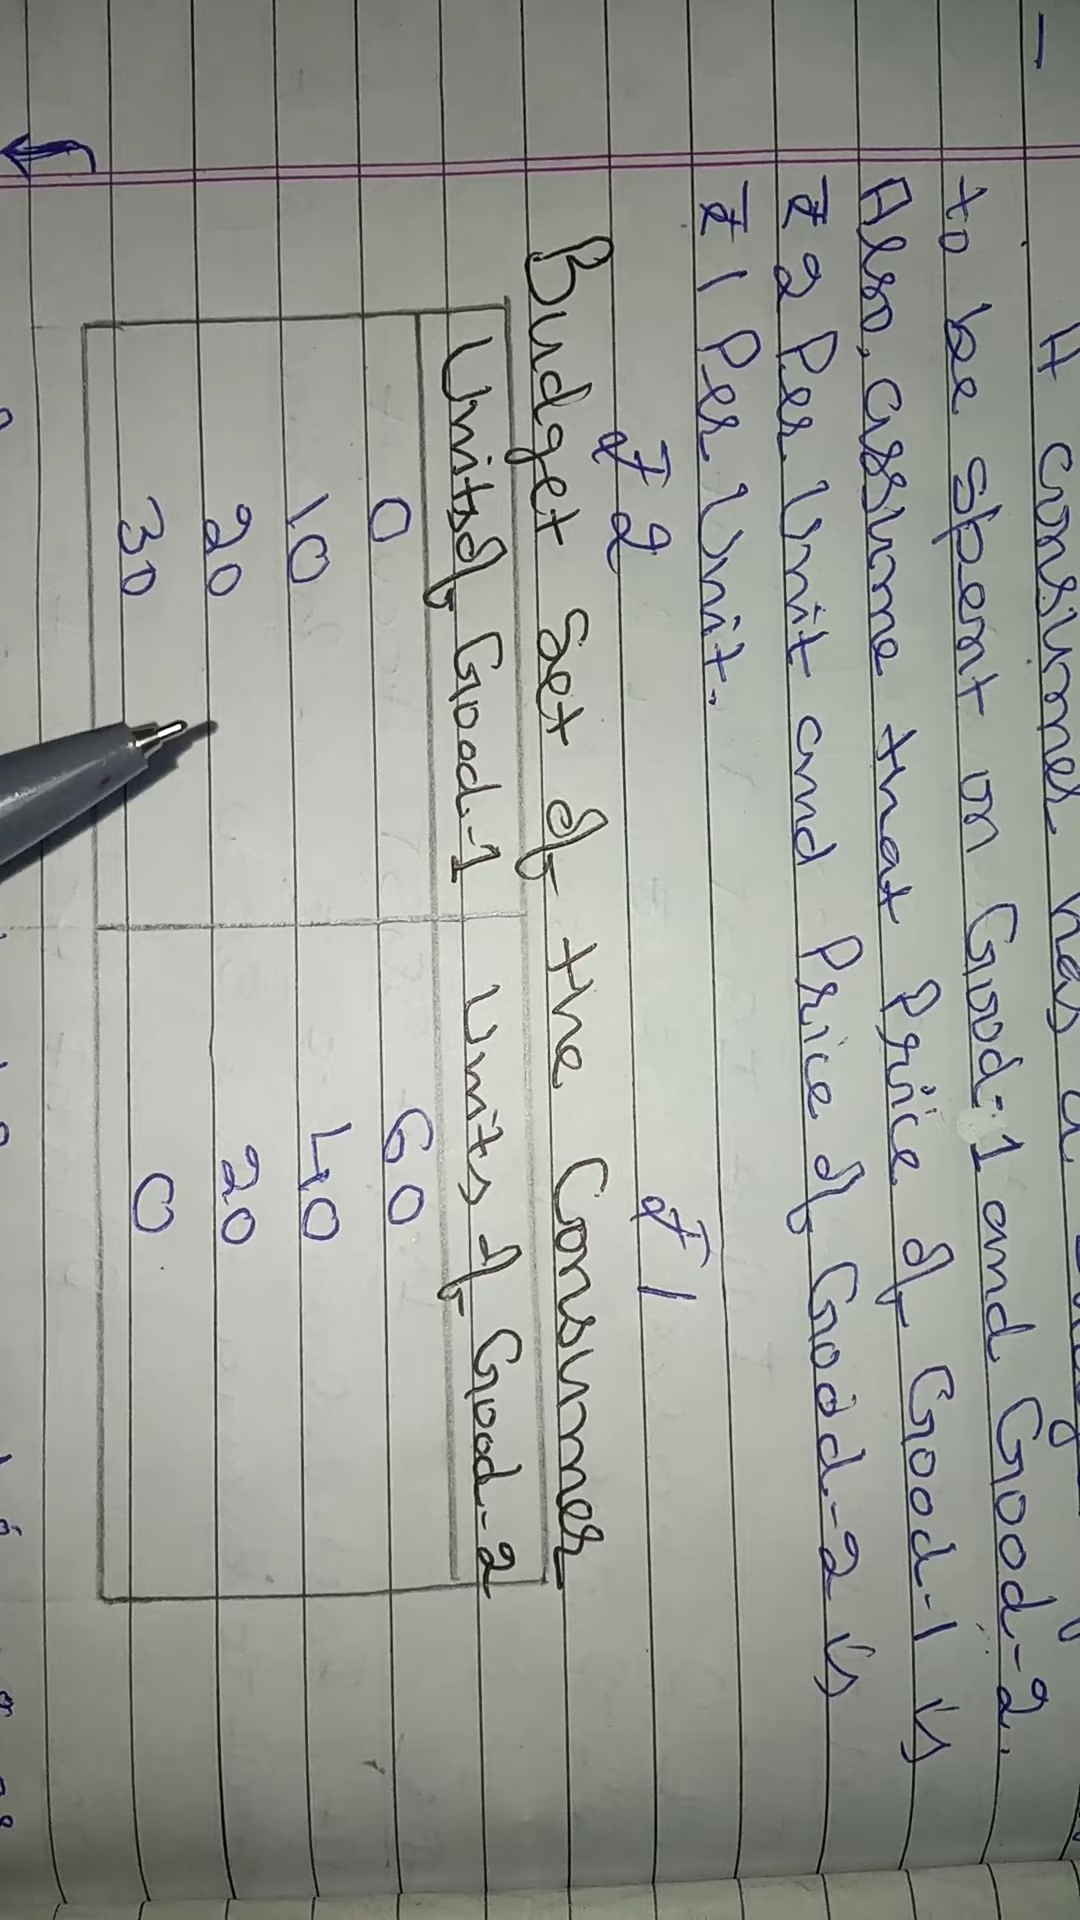 A consumer has a
to be spent on Good-1 and Good-2.
Also, assume that Price of Good-1 is
₹ 2 Per Unit and Price of Good-2 is
₹ 1 Per Unit.
₹ 2 ₹ 1
Budget Set of the Consumer
Units of Good-1 Units of Good-2
0 60
10 40
20 20
30 0